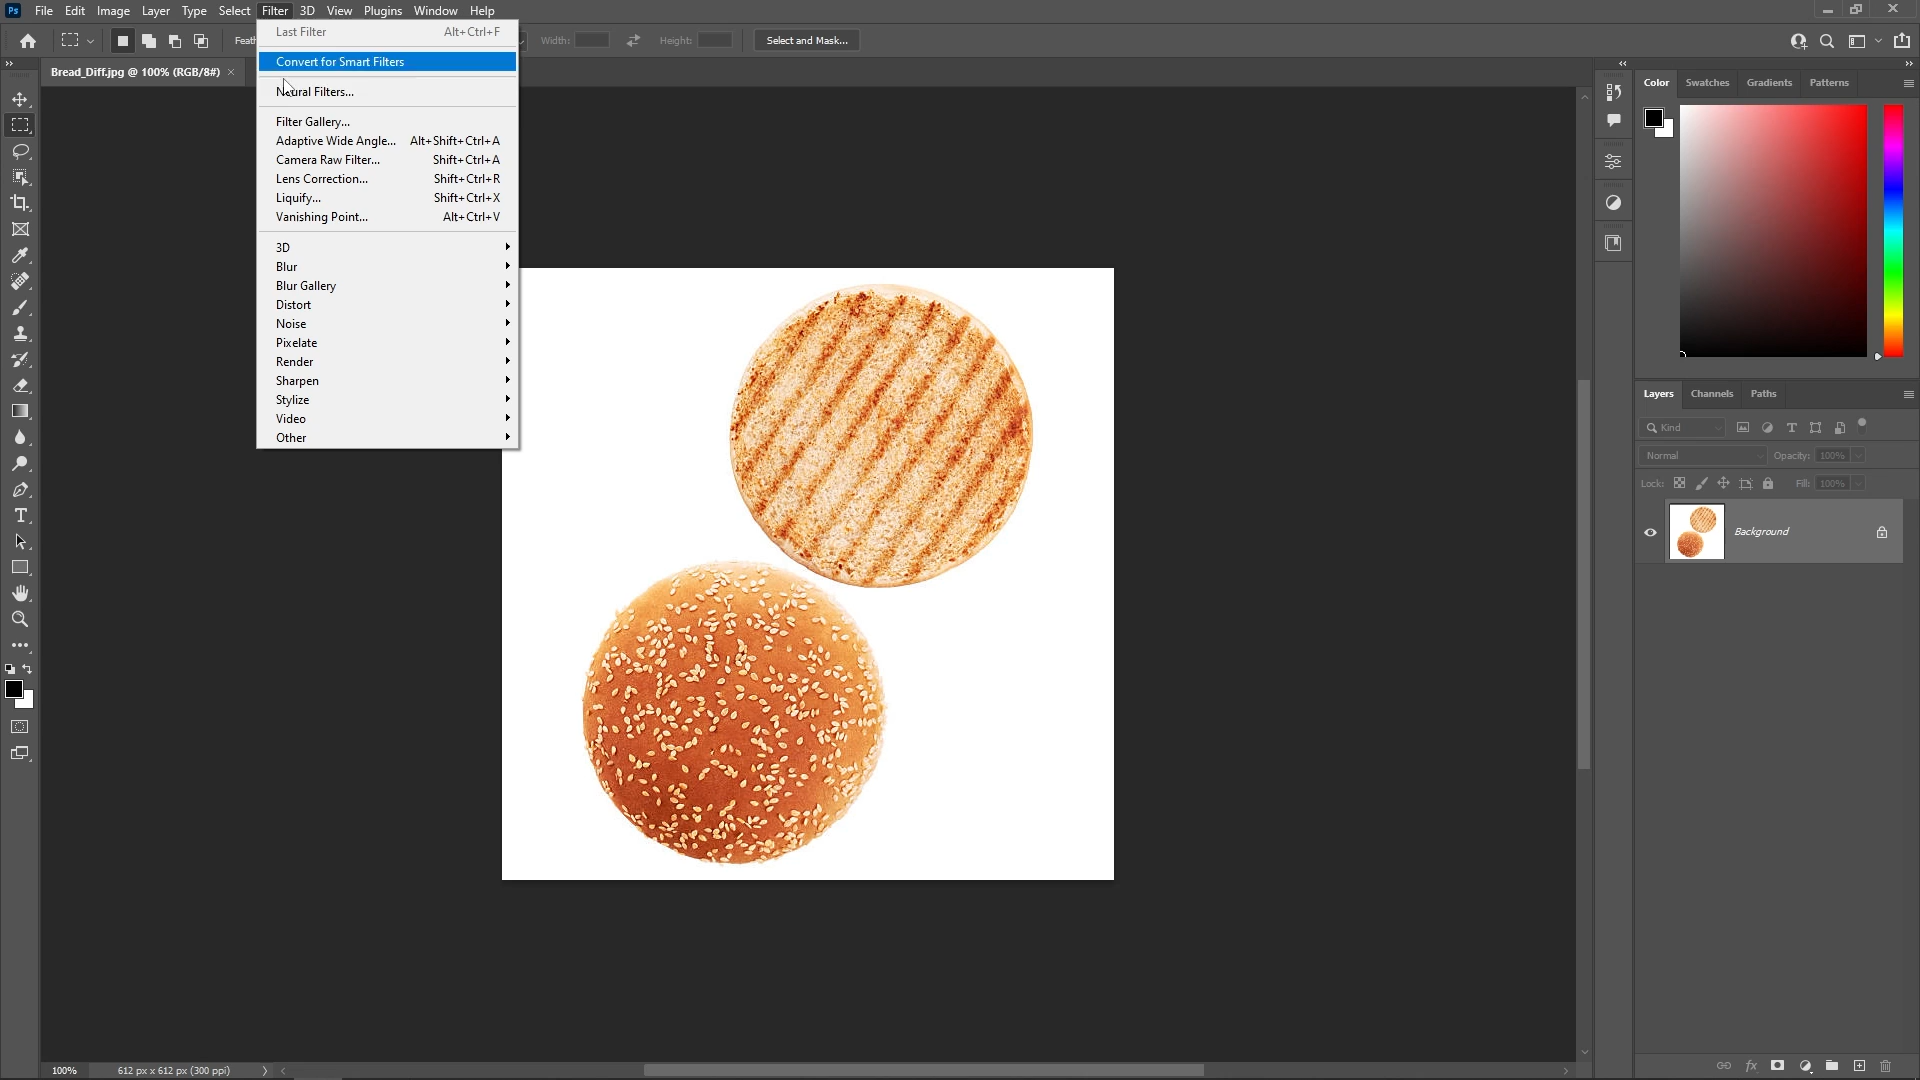 Ps File Edit Image Layer Type Select Filter 3D View Plugins Window Help
Width: Height: Select and Mask...
Bread_Diff.jpg @ 100% (RGB/8#) ×
Last Filter Alt+Ctrl+F
Convert for Smart Filters
Neural Filters...
Filter Gallery...
Adaptive Wide Angle... Alt+Shift+Ctrl+A
Camera Raw Filter... Shift+Ctrl+A
Lens Correction... Shift+Ctrl+R
Liquify... Shift+Ctrl+X
Vanishing Point... Alt+Ctrl+V
3D
Blur
Blur Gallery
Distort
Noise
Pixelate
Render
Sharpen
Stylize
Video
Other
Color Swatches Gradients Patterns
Layers Channels Paths
Kind
Normal Opacity: 100%
Lock: Fill: 100%
Background
fx
100% 612 px x 612 px (300 ppi)